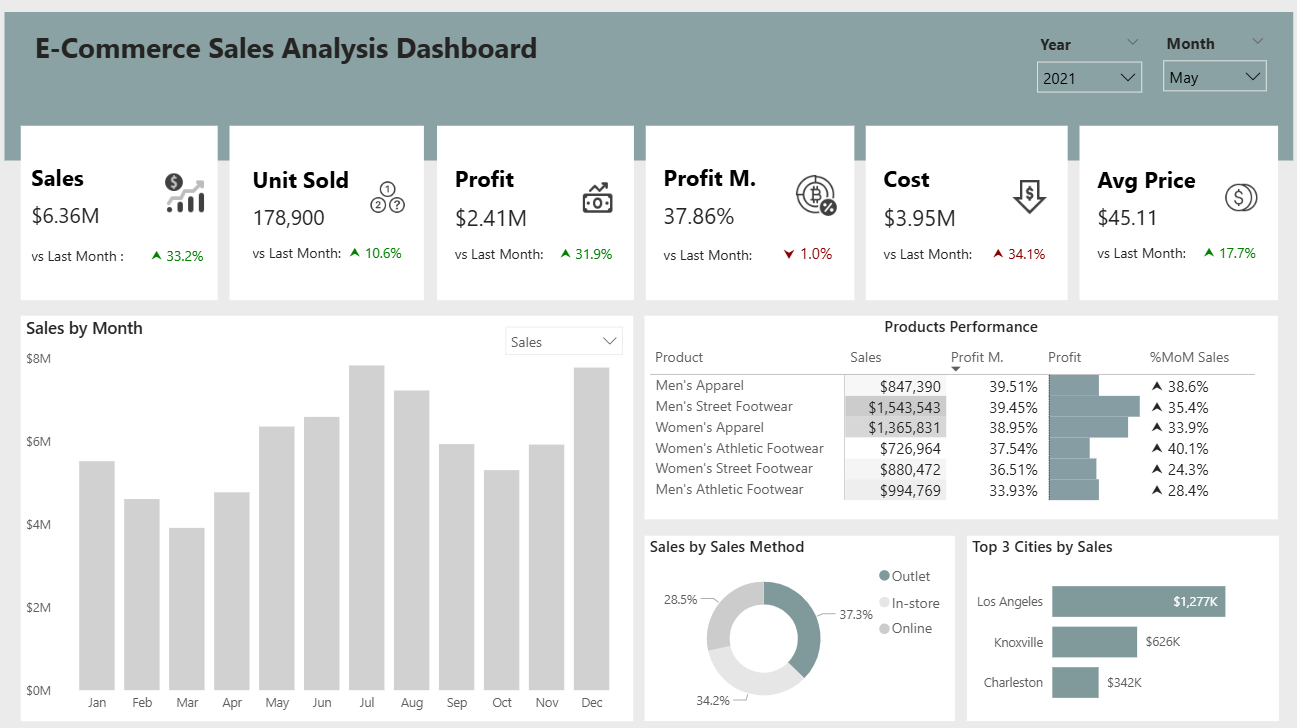 E-Commerce Sales Analysis Dashboard
Year
Month
2021
May
Sales
$6.36M
vs Last Month :
33.2%
$
Unit Sold
178,900
vs Last Month:
10.6%
1
2
?
Profit
$2.41M
vs Last Month:
31.9%
Profit M.
37.86%
vs Last Month:
1.0%
%
Cost
$3.95M
vs Last Month:
34.1%
$
Avg Price
$45.11
vs Last Month:
17.7%
$
Sales by Month
Sales
$8M
$6M
$4M
$2M
$0M
Jan Feb Mar Apr May Jun Jul Aug Sep Oct Nov Dec
Products Performance
Product Sales Profit M. Profit %MoM Sales
Men's Apparel $847,390 39.51% 38.6%
Men's Street Footwear $1,543,543 39.45% 35.4%
Women's Apparel $1,365,831 38.95% 33.9%
Women's Athletic Footwear $726,964 37.54% 40.1%
Women's Street Footwear $880,472 36.51% 24.3%
Men's Athletic Footwear $994,769 33.93% 28.4%
Sales by Sales Method
Outlet
In-store
Online
28.5%
37.3%
34.2%
Top 3 Cities by Sales
Los Angeles $1,277K
Knoxville $626K
Charleston $342K